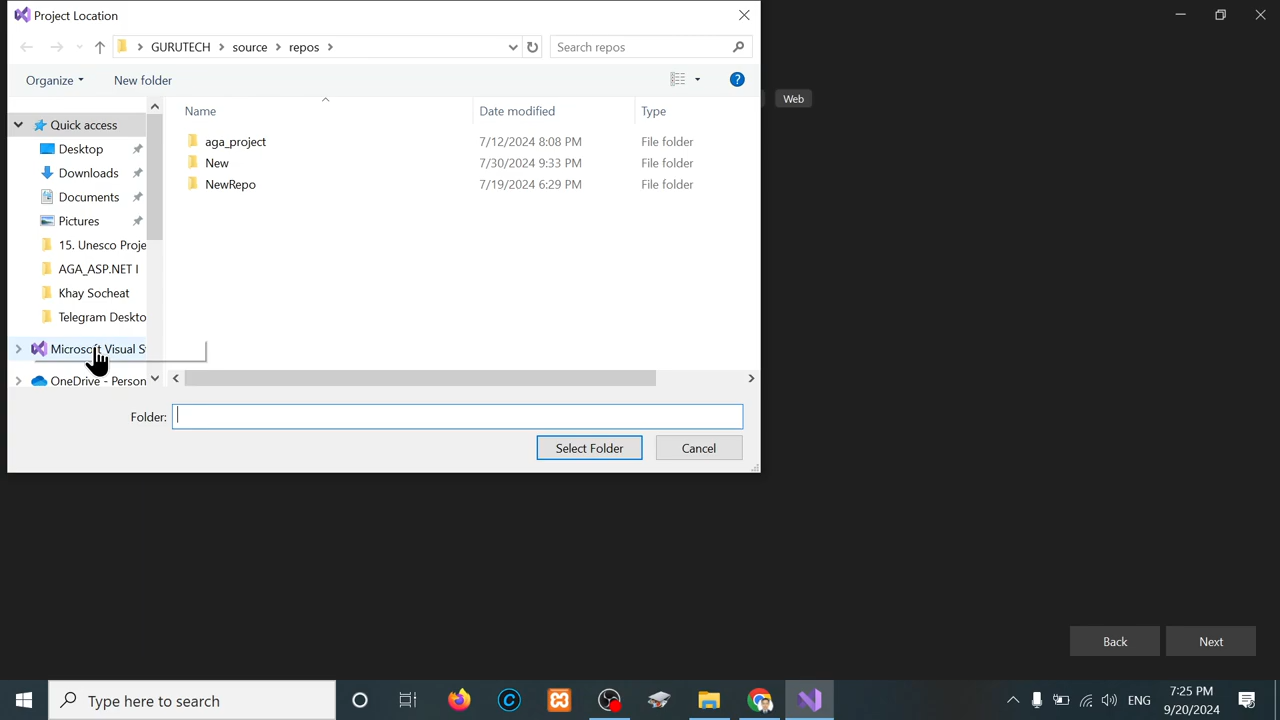 Project Location
GURUTECH
source
repos
Search repos
Organize
New folder
Web
Name
Date modified
Type
Quick access
Desktop
Downloads
Documents
Pictures
15. Unesco Proje
AGA_ASP.NET I
Khay Socheat
Telegram Deskto
Microsoft Visual S
OneDrive - Person
aga_project 7/12/2024 8:08 PM File folder
New 7/30/2024 9:33 PM File folder
NewRepo 7/19/2024 6:29 PM File folder
Folder:
Select Folder
Cancel
Back
Next
Type here to search
ENG
7:25 PM
9/20/2024